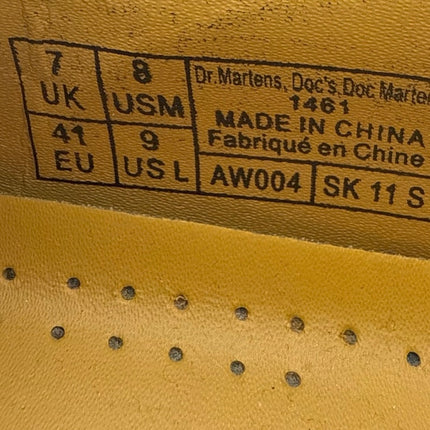 7 UK 8 USM
41 EU 9 US L
Dr. Martens, Doc's, Doc Marte
1461
MADE IN CHINA
Fabriqué en Chine
AW004 SK 11 S